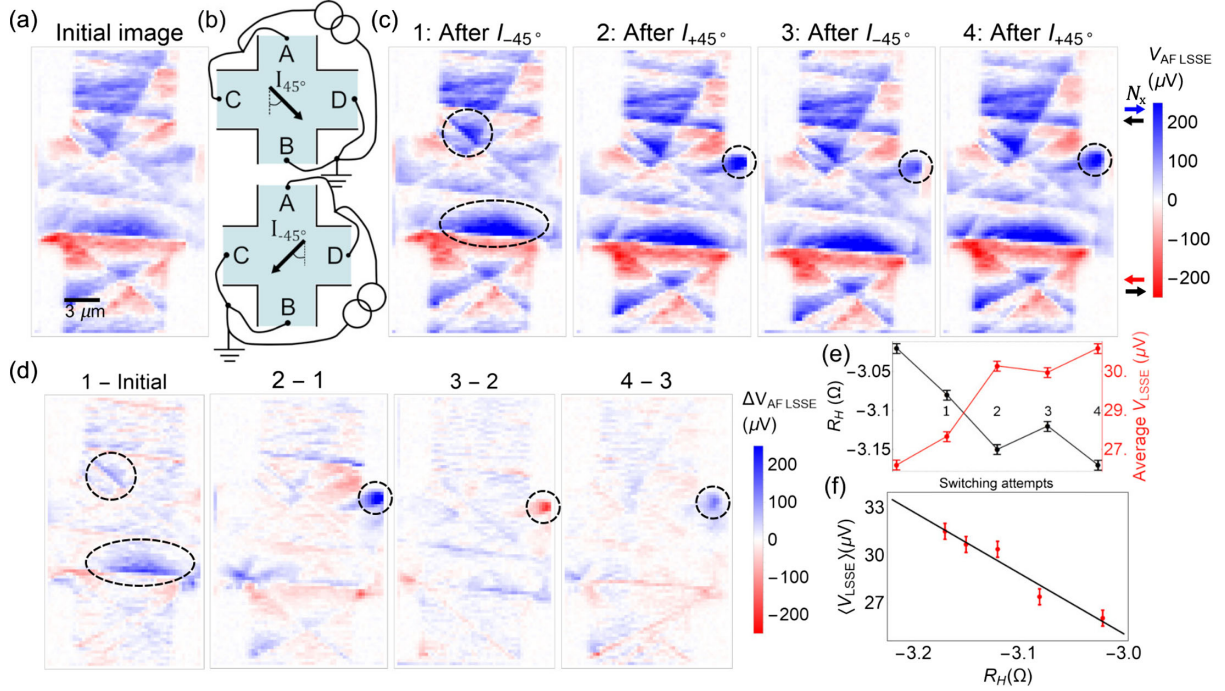 (a)
Initial image
3 μm
(b)
A
I45°
C
D
B
A
I-45°
C
D
B
(c)
1: After I−45°
2: After I+45°
3: After I−45°
4: After I+45°
VAF LSSE
(μV)
Nx
200
100
0
−100
−200
(d)
1 – Initial
2 – 1
3 – 2
4 – 3
ΔVAF LSSE
(μV)
200
100
0
−100
−200
(e)
−3.05
−3.1
−3.15
RH (Ω)
1
2
3
4
30.
29.
27.
Average VLSSE (μV)
Switching attempts
(f)
33
30
27
⟨VLSSE⟩(μV)
−3.2
−3.1
−3.0
RH(Ω)